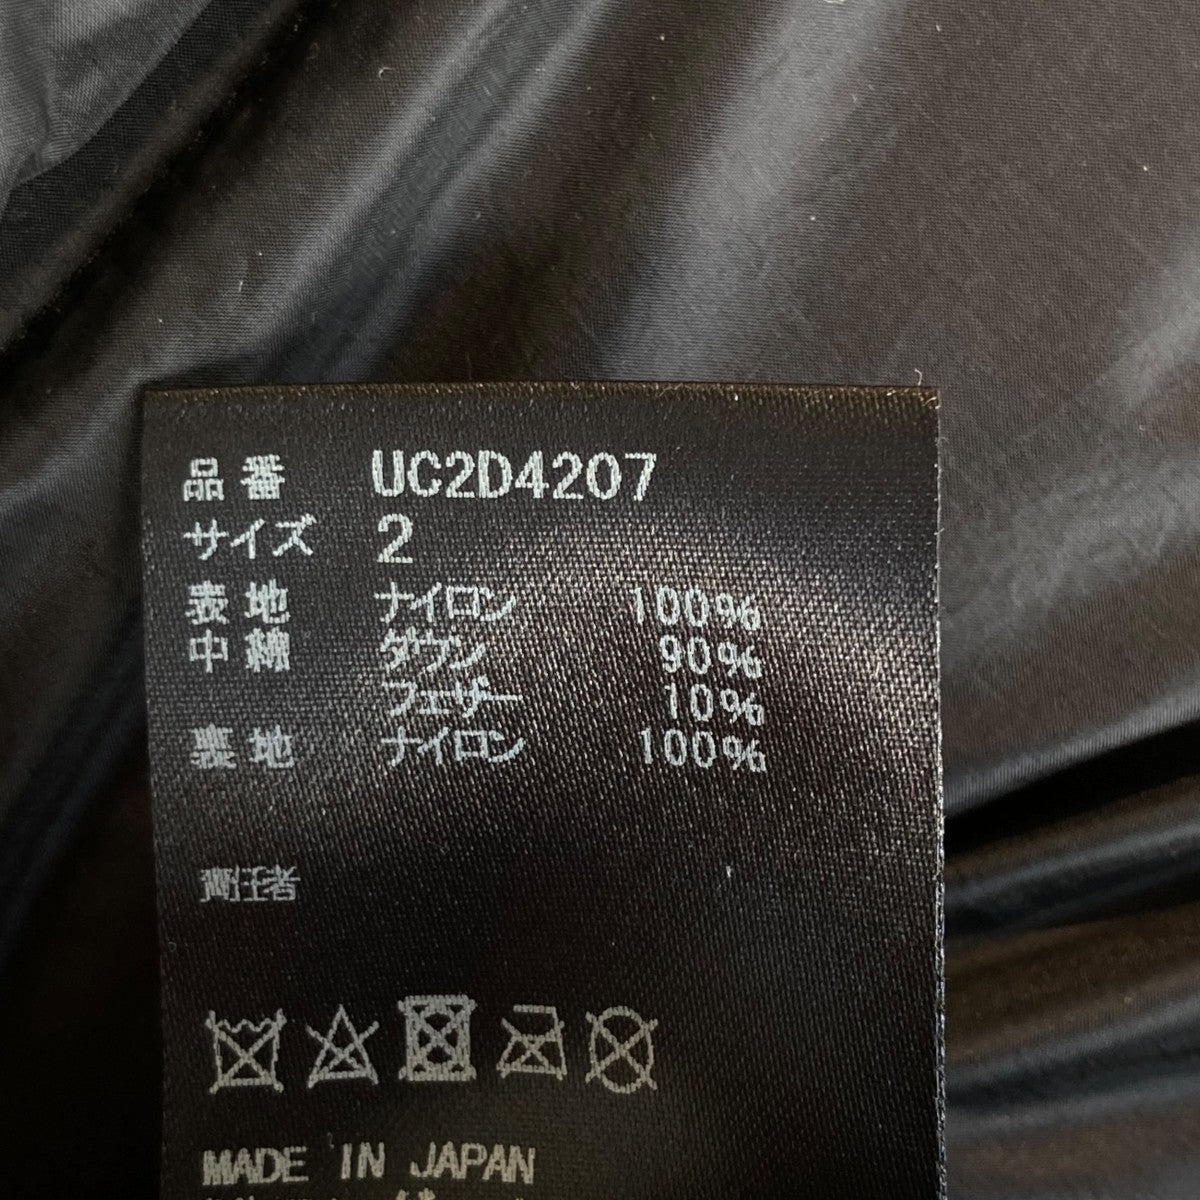 品番 UC2D4207
サイズ 2
表地 ナイロン 100%
中綿 ダウン 90%
フェザー 10%
裏地 ナイロン 100%
責任者
MADE IN JAPAN